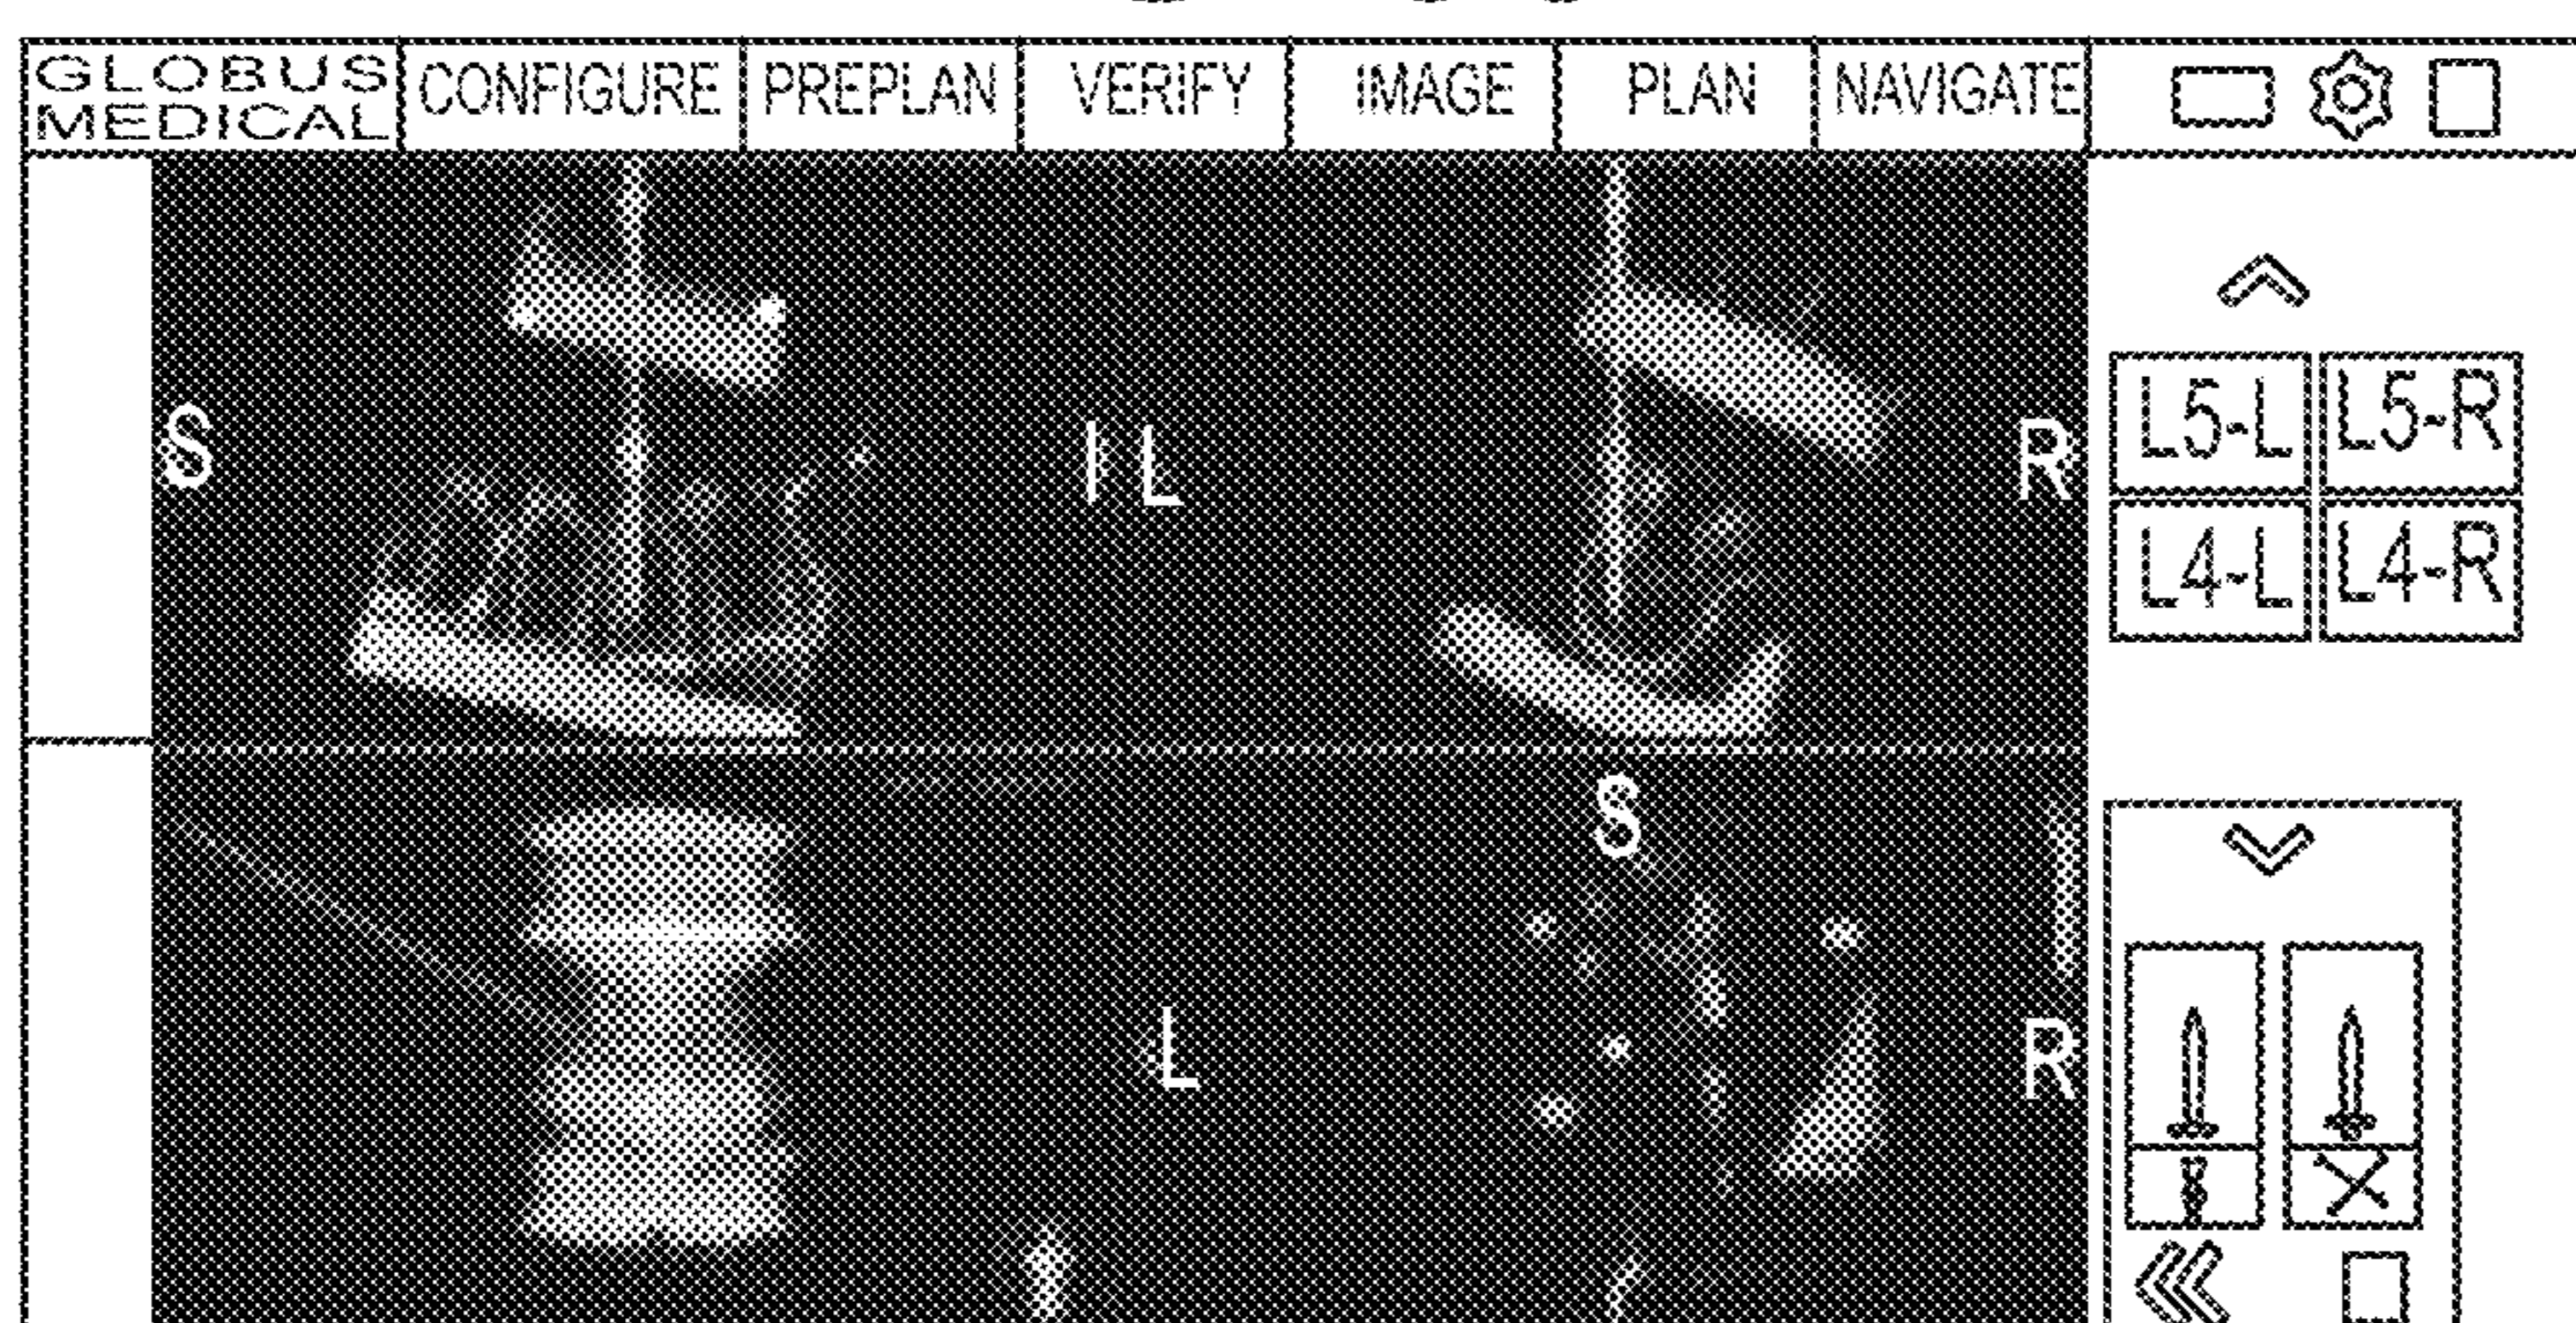 GLOBUS MEDICAL CONFIGURE PREPLAN VERIFY IMAGE PLAN NAVIGATE
S I L R
L5-L L5-R
L4-L L4-R
S
L R